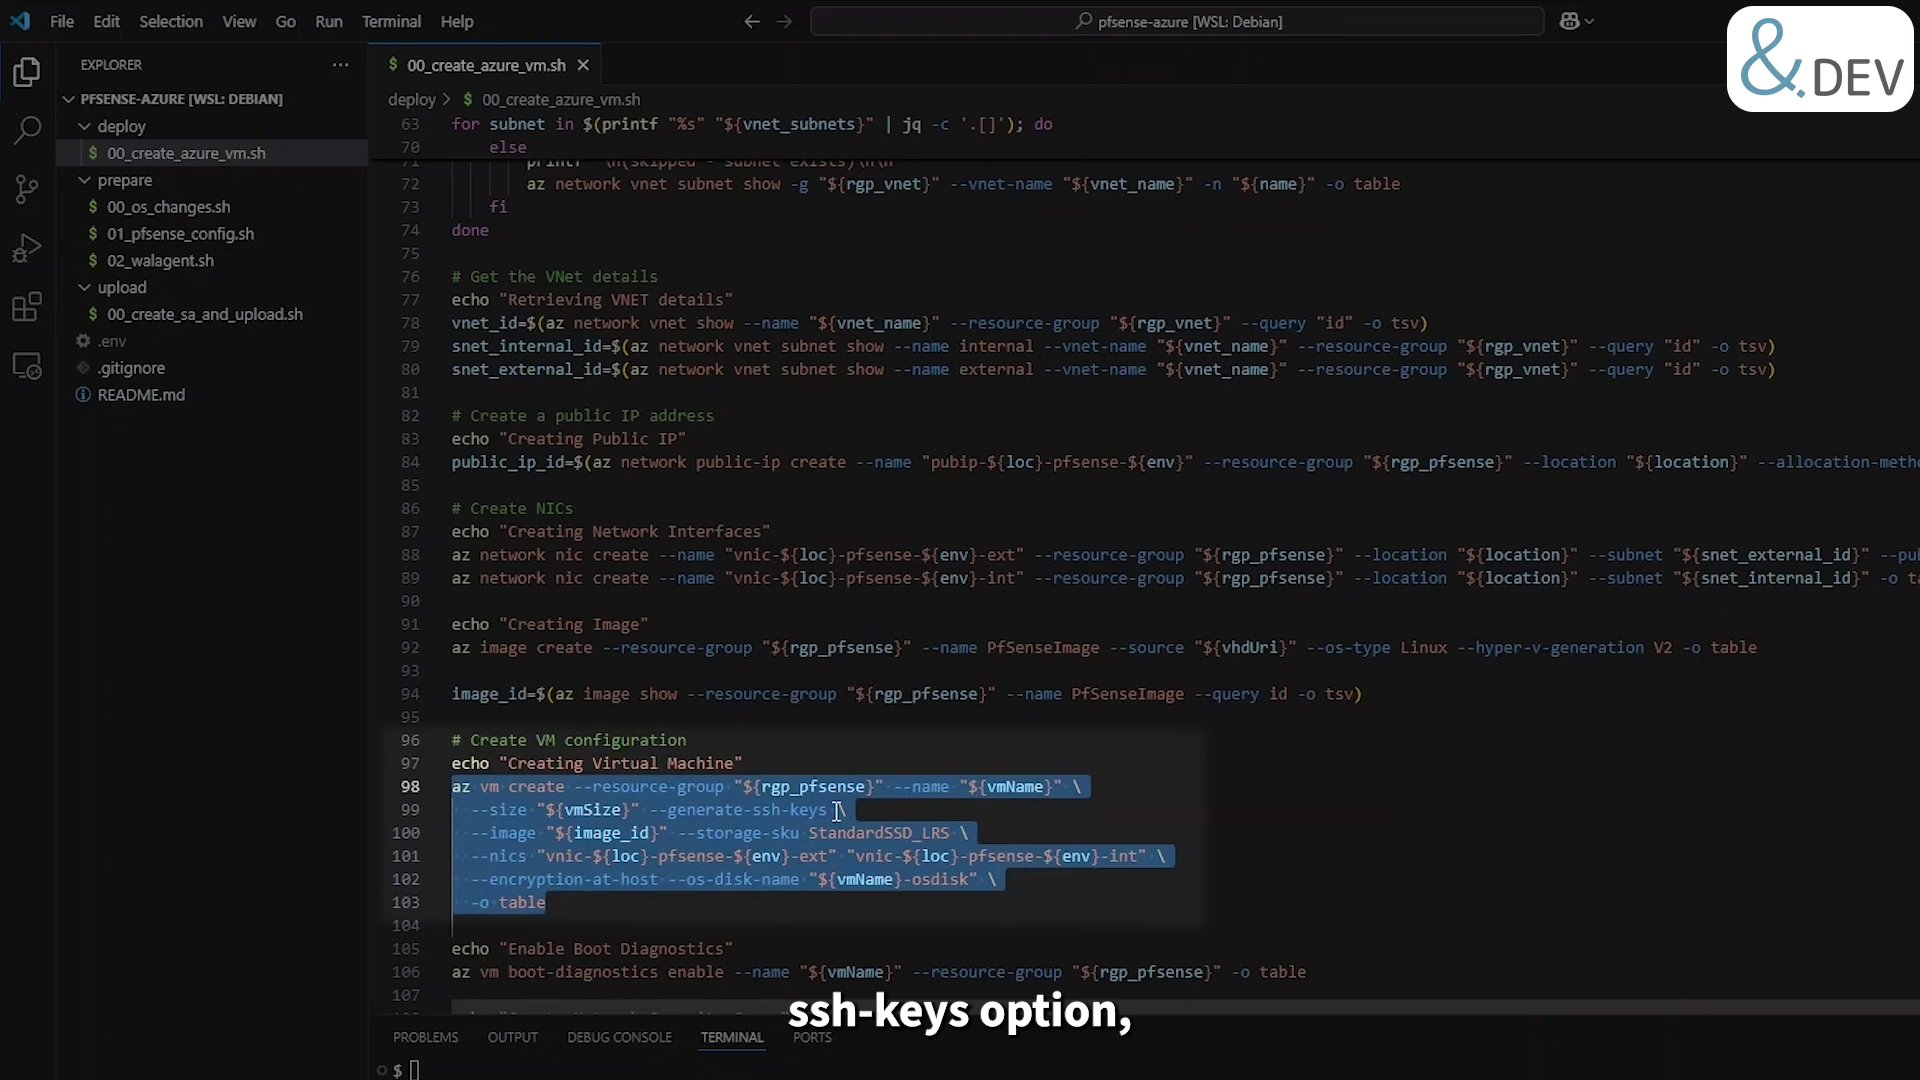 File Edit Selection View Go Run Terminal Help
pfsense-azure [WSL: Debian]
&.DEV
EXPLORER
PFSENSE-AZURE [WSL: DEBIAN]
deploy
$ 00_create_azure_vm.sh
prepare
$ 00_os_changes.sh
$ 01_pfsense_config.sh
$ 02_walagent.sh
upload
$ 00_create_sa_and_upload.sh
.env
.gitignore
README.md
$ 00_create_azure_vm.sh
deploy > $ 00_create_azure_vm.sh
63 for subnet in $(printf "%s" "${vnet_subnets}" | jq -c '.[]'); do
70 else
71 printf "\n(skipped - subnet exists)\n\n"
72 az network vnet subnet show -g "${rgp_vnet}" --vnet-name "${vnet_name}" -n "${name}" -o table
73 fi
74 done
75
76 # Get the VNet details
77 echo "Retrieving VNET details"
78 vnet_id=$(az network vnet show --name "${vnet_name}" --resource-group "${rgp_vnet}" --query "id" -o tsv)
79 snet_internal_id=$(az network vnet subnet show --name internal --vnet-name "${vnet_name}" --resource-group "${rgp_vnet}" --query "id" -o tsv)
80 snet_external_id=$(az network vnet subnet show --name external --vnet-name "${vnet_name}" --resource-group "${rgp_vnet}" --query "id" -o tsv)
81
82 # Create a public IP address
83 echo "Creating Public IP"
84 public_ip_id=$(az network public-ip create --name "pubip-${loc}-pfsense-${env}" --resource-group "${rgp_pfsense}" --location "${location}" --allocation-metho
85
86 # Create NICs
87 echo "Creating Network Interfaces"
88 az network nic create --name "vnic-${loc}-pfsense-${env}-ext" --resource-group "${rgp_pfsense}" --location "${location}" --subnet "${snet_external_id}" --pu
89 az network nic create --name "vnic-${loc}-pfsense-${env}-int" --resource-group "${rgp_pfsense}" --location "${location}" --subnet "${snet_internal_id}" -o ta
90
91 echo "Creating Image"
92 az image create --resource-group "${rgp_pfsense}" --name PfSenseImage --source "${vhdUri}" --os-type Linux --hyper-v-generation V2 -o table
93
94 image_id=$(az image show --resource-group "${rgp_pfsense}" --name PfSenseImage --query id -o tsv)
95
96 # Create VM configuration
97 echo "Creating Virtual Machine"
98 az vm create --resource-group "${rgp_pfsense}" --name "${vmName}" \
99 --size "${vmSize}" --generate-ssh-keys \
100 --image "${image_id}" --storage-sku StandardSSD_LRS \
101 --nics "vnic-${loc}-pfsense-${env}-ext" "vnic-${loc}-pfsense-${env}-int" \
102 --encryption-at-host --os-disk-name "${vmName}-osdisk" \
103 -o table
104
105 echo "Enable Boot Diagnostics"
106 az vm boot-diagnostics enable --name "${vmName}" --resource-group "${rgp_pfsense}" -o table
107
ssh-keys option,
PROBLEMS OUTPUT DEBUG CONSOLE TERMINAL PORTS
$